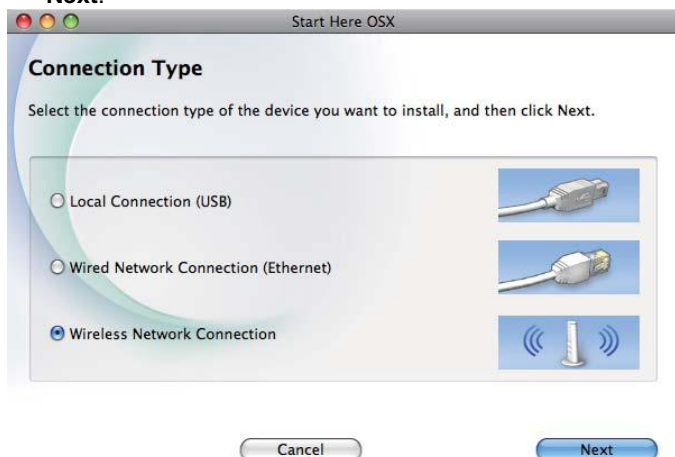 Next.
Start Here OSX
Connection Type
Select the connection type of the device you want to install, and then click Next.
Local Connection (USB)
Wired Network Connection (Ethernet)
Wireless Network Connection
Cancel
Next